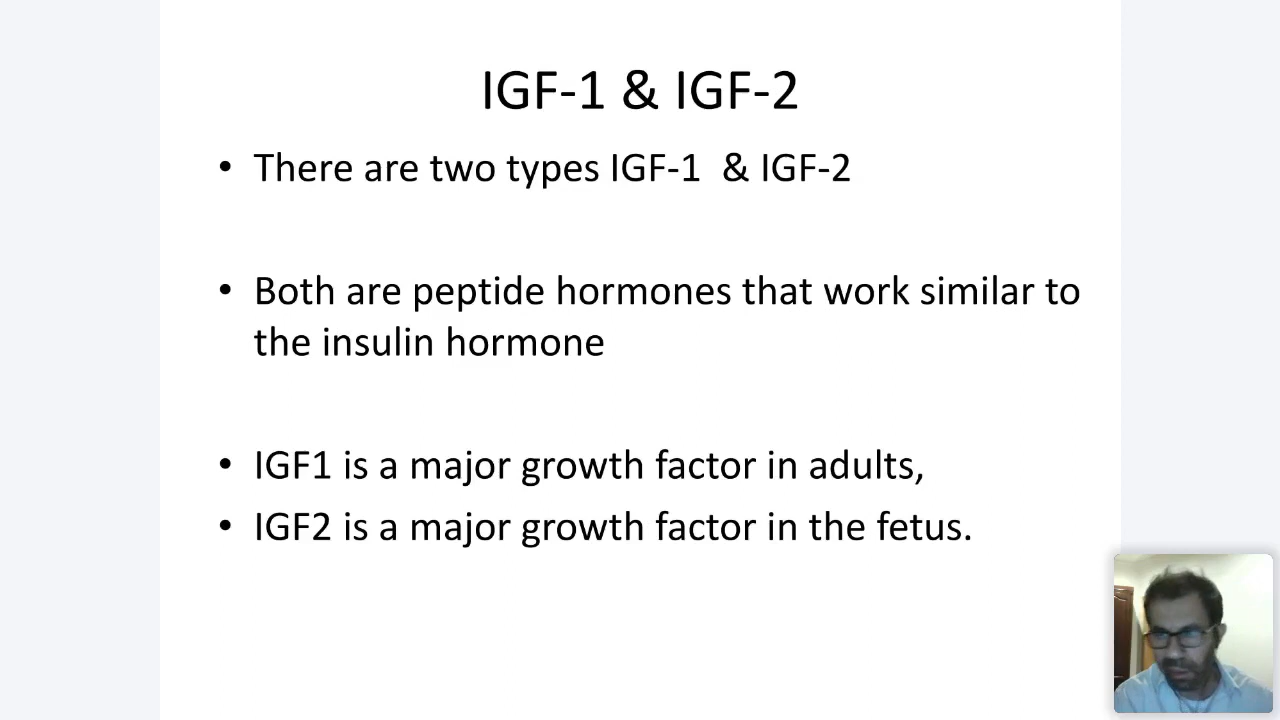 IGF-1 & IGF-2
• There are two types IGF-1  & IGF-2
• Both are peptide hormones that work similar to
the insulin hormone
• IGF1 is a major growth factor in adults,
• IGF2 is a major growth factor in the fetus.